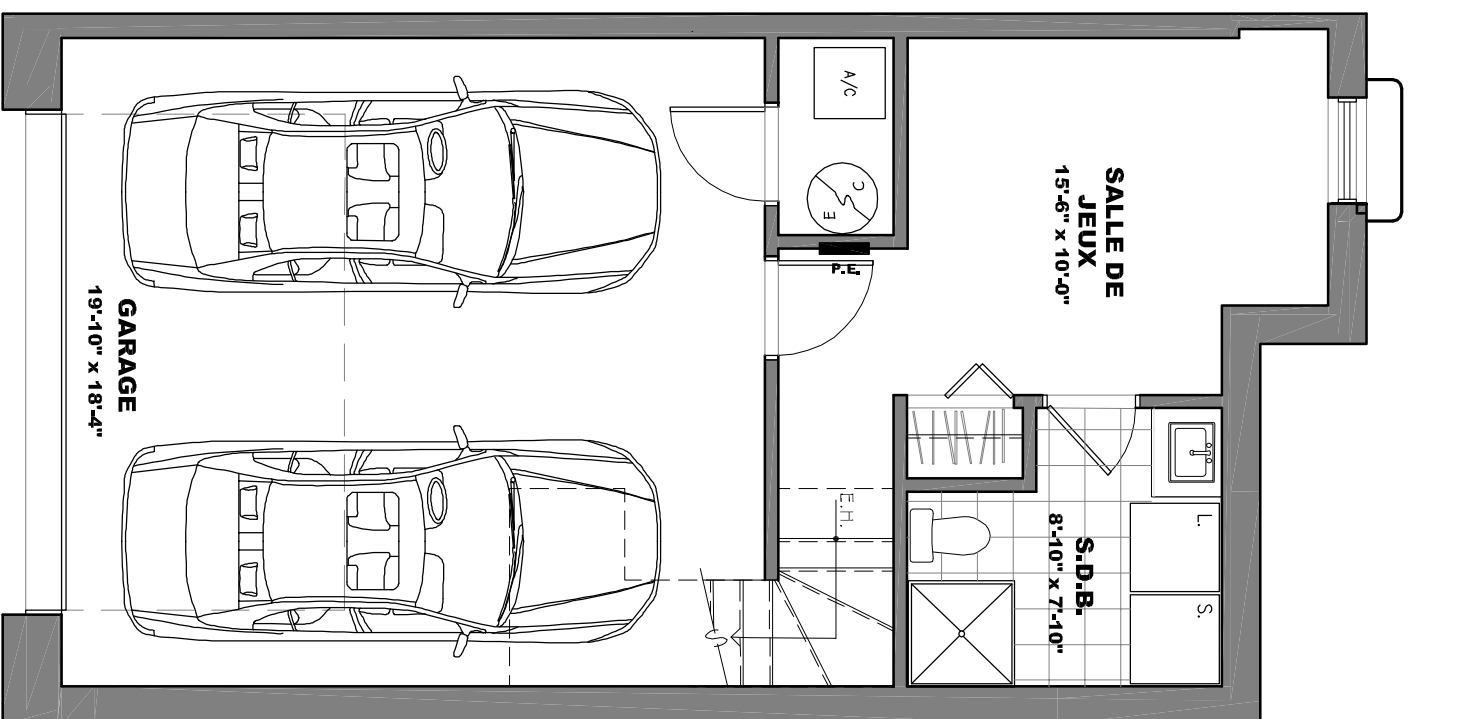 GARAGE
19'-10" x 18'-4"
A/C
C
E
P.E.
SALLE DE
JEUX
15'-6" x 10'-0"
E.H.
S.D.B.
8'-10" x 7'-10"
L.
S.